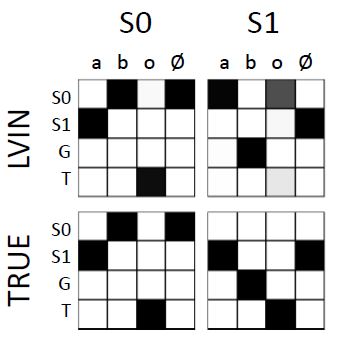 S0 S1
a b o Ø a b o Ø
LVIN
S0
S1
G
T
TRUE
S0
S1
G
T